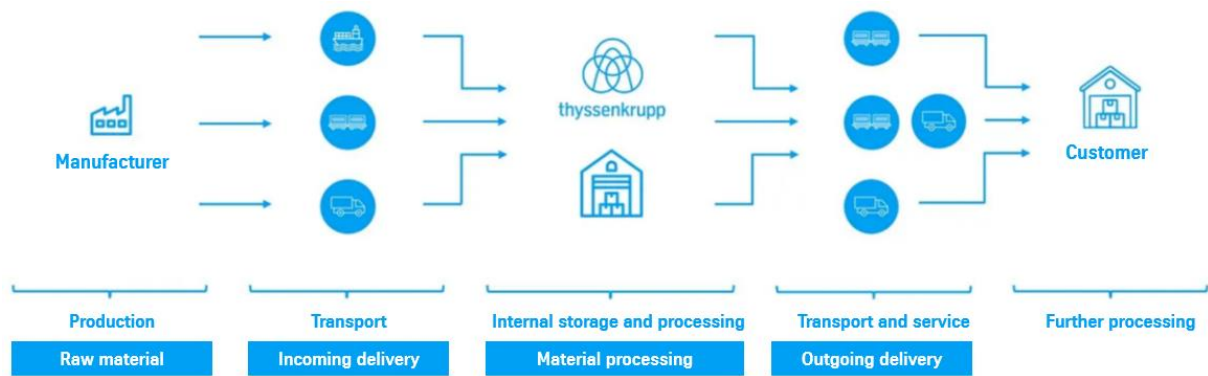 thyssenkrupp
Manufacturer
Customer
Production
Transport
Internal storage and processing
Transport and service
Further processing
Raw material
Incoming delivery
Material processing
Outgoing delivery